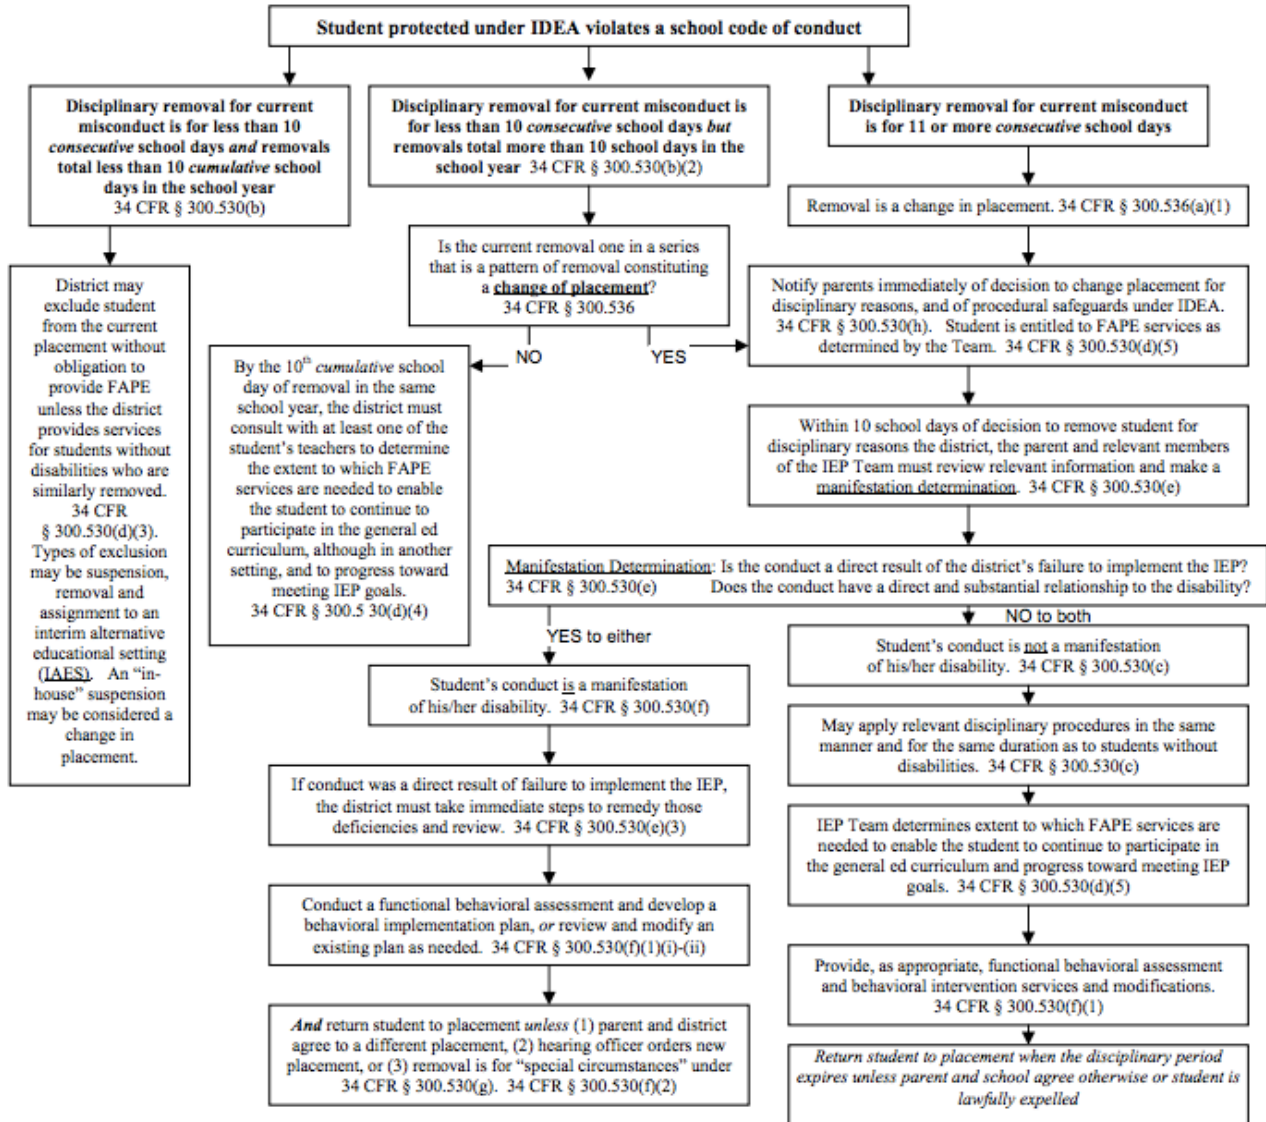 Student protected under IDEA violates a school code of conduct
Disciplinary removal for current
misconduct is for less than 10
consecutive school days and removals
total less than 10 cumulative school
days in the school year
34 CFR § 300.530(b)
Disciplinary removal for current misconduct is
for less than 10 consecutive school days but
removals total more than 10 school days in the
school year 34 CFR § 300.530(b)(2)
Disciplinary removal for current misconduct
is for 11 or more consecutive school days
Removal is a change in placement. 34 CFR § 300.536(a)(1)
Is the current removal one in a series
that is a pattern of removal constituting
a change of placement?
34 CFR § 300.536
NO
YES
District may
exclude student
from the current
placement without
obligation to
provide FAPE
unless the district
provides services
for students without
disabilities who are
similarly removed.
34 CFR
§ 300.530(d)(3).
Types of exclusion
may be suspension,
removal and
assignment to an
interim alternative
educational setting
(IAES). An “in-
house” suspension
may be considered a
change in
placement.
By the 10th cumulative school
day of removal in the same
school year, the district must
consult with at least one of the
student’s teachers to determine
the extent to which FAPE
services are needed to enable
the student to continue to
participate in the general ed
curriculum, although in another
setting, and to progress toward
meeting IEP goals.
34 CFR § 300.5 30(d)(4)
Notify parents immediately of decision to change placement for
disciplinary reasons, and of procedural safeguards under IDEA.
34 CFR § 300.530(h). Student is entitled to FAPE services as
determined by the Team. 34 CFR § 300.530(d)(5)
Within 10 school days of decision to remove student for
disciplinary reasons the district, the parent and relevant members
of the IEP Team must review relevant information and make a
manifestation determination. 34 CFR § 300.530(e)
Manifestation Determination: Is the conduct a direct result of the district’s failure to implement the IEP?
34 CFR § 300.530(e) Does the conduct have a direct and substantial relationship to the disability?
YES to either
NO to both
Student’s conduct is a manifestation
of his/her disability. 34 CFR § 300.530(f)
If conduct was a direct result of failure to implement the IEP,
the district must take immediate steps to remedy those
deficiencies and review. 34 CFR § 300.530(e)(3)
Conduct a functional behavioral assessment and develop a
behavioral implementation plan, or review and modify an
existing plan as needed. 34 CFR § 300.530(f)(1)(i)-(ii)
And return student to placement unless (1) parent and district
agree to a different placement, (2) hearing officer orders new
placement, or (3) removal is for “special circumstances” under
34 CFR § 300.530(g). 34 CFR § 300.530(f)(2)
Student’s conduct is not a manifestation
of his/her disability. 34 CFR § 300.530(c)
May apply relevant disciplinary procedures in the same
manner and for the same duration as to students without
disabilities. 34 CFR § 300.530(c)
IEP Team determines extent to which FAPE services are
needed to enable the student to continue to participate in
the general ed curriculum and progress toward meeting IEP
goals. 34 CFR § 300.530(d)(5)
Provide, as appropriate, functional behavioral assessment
and behavioral intervention services and modifications.
34 CFR § 300.530(f)(1)
Return student to placement when the disciplinary period
expires unless parent and school agree otherwise or student is
lawfully expelled